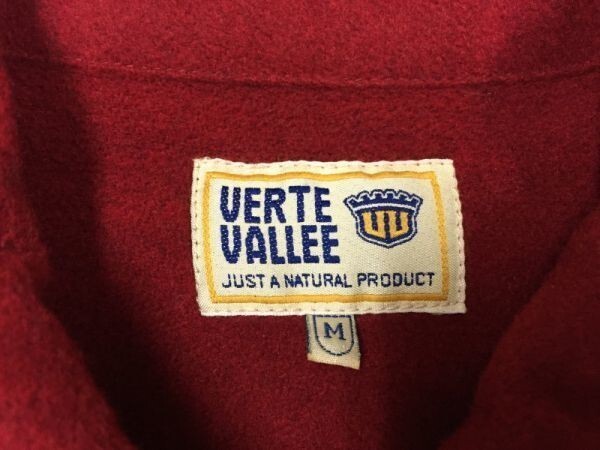 VERTE
VALLEE
JUST A NATURAL PRODUCT
M